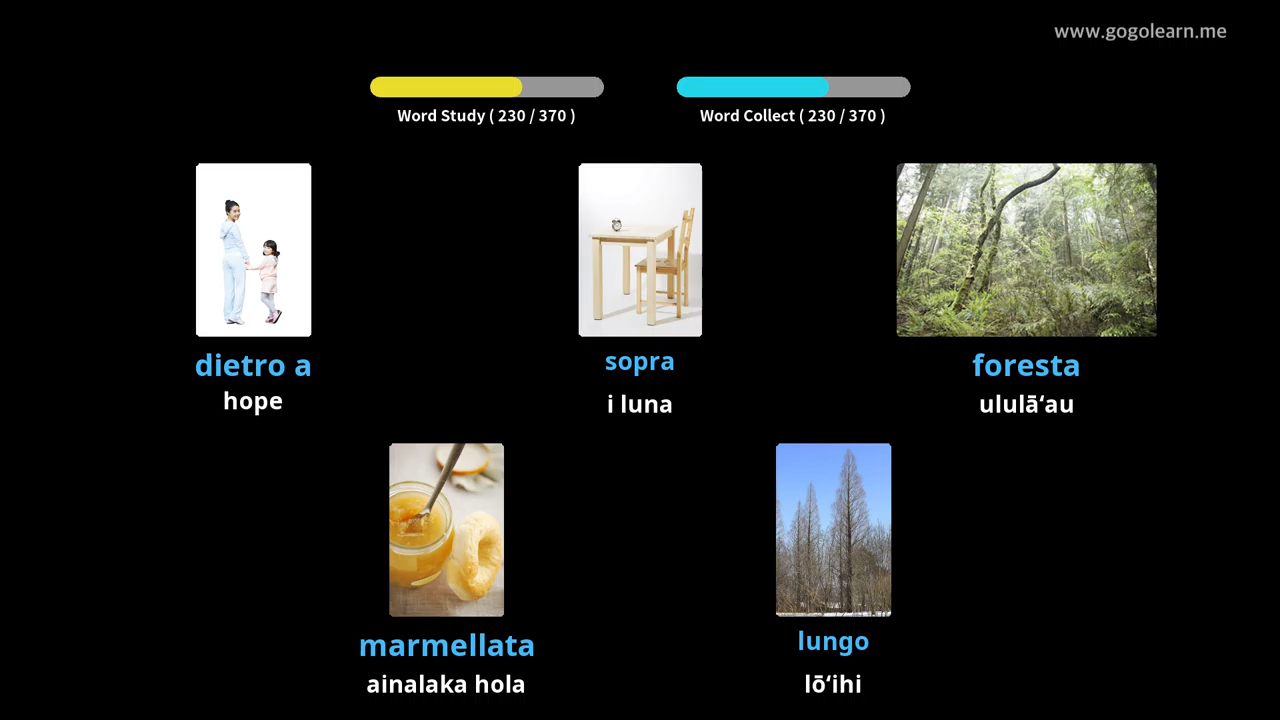 www.gogolearn.me
Word Study ( 230 / 370 )
Word Collect ( 230 / 370 )
dietro a
hope
sopra
i luna
foresta
ululāʻau
marmellata
ainalaka hola
lungo
lōʻihi